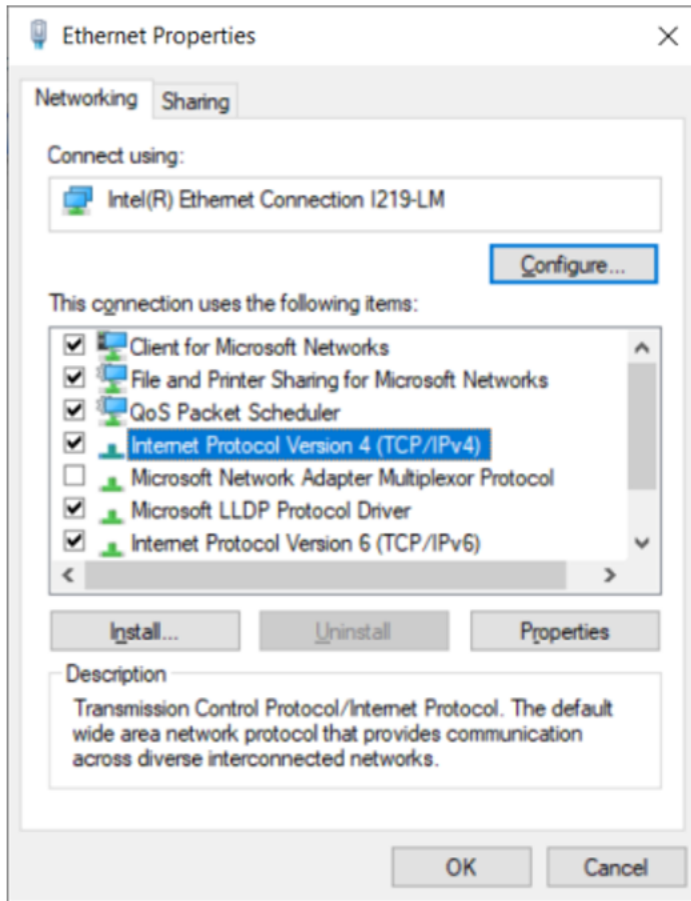 Ethernet Properties
Networking
Sharing
Connect using:
Intel(R) Ethernet Connection I219-LM
Configure...
This connection uses the following items:
Client for Microsoft Networks
File and Printer Sharing for Microsoft Networks
QoS Packet Scheduler
Internet Protocol Version 4 (TCP/IPv4)
Microsoft Network Adapter Multiplexor Protocol
Microsoft LLDP Protocol Driver
Internet Protocol Version 6 (TCP/IPv6)
Install...
Uninstall
Properties
Description
Transmission Control Protocol/Internet Protocol. The default
wide area network protocol that provides communication
across diverse interconnected networks.
OK
Cancel